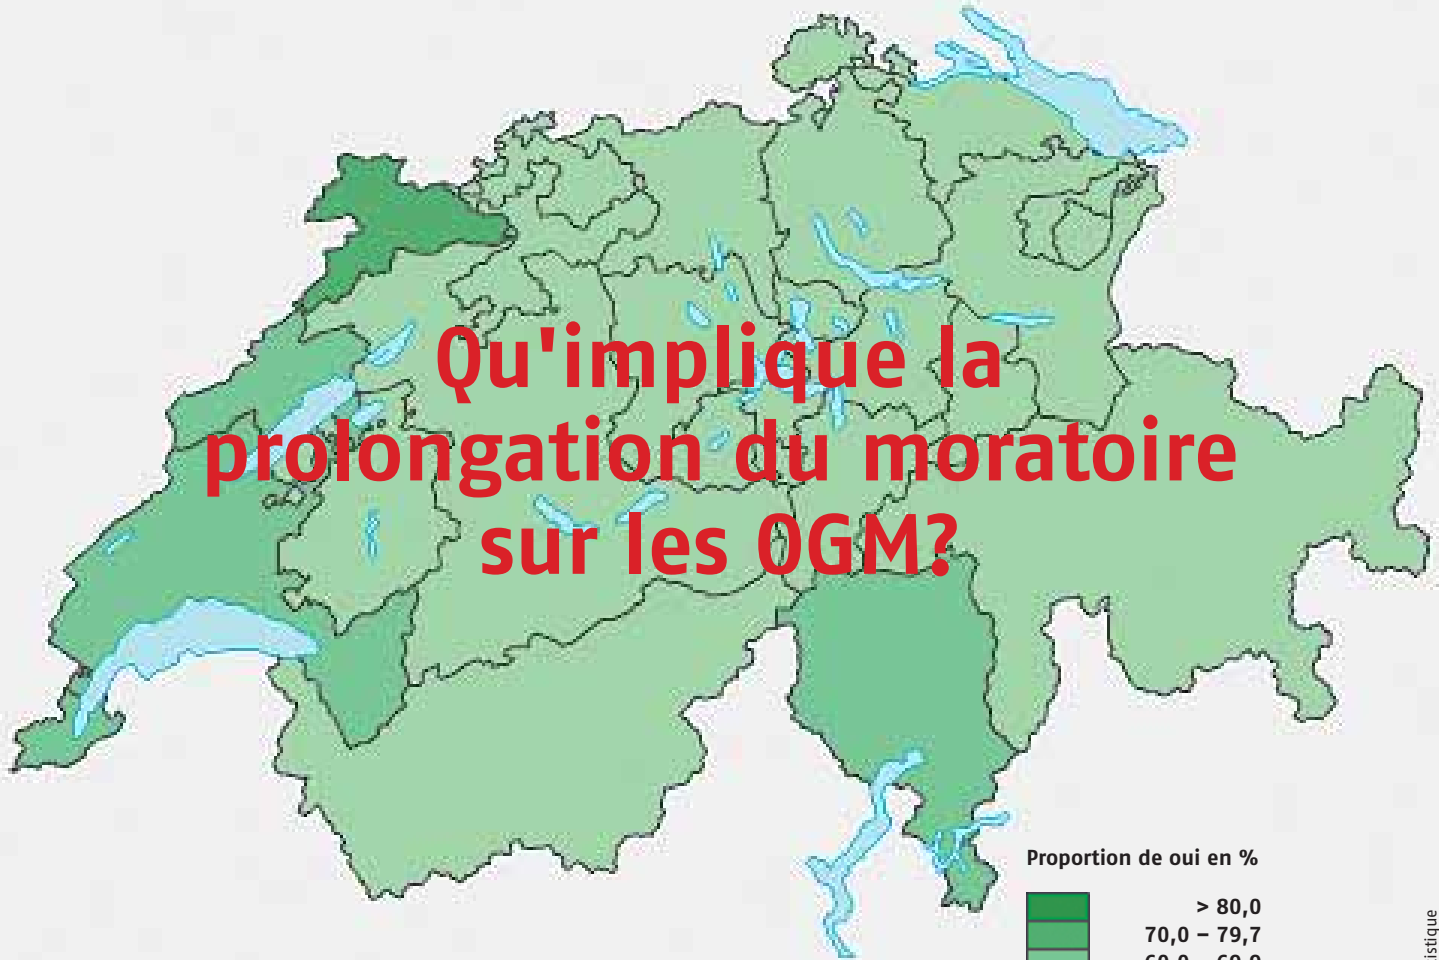 Qu'implique la
prolongation du moratoire
sur les OGM?
Proportion de oui en %
> 80,0
70,0 – 79,7